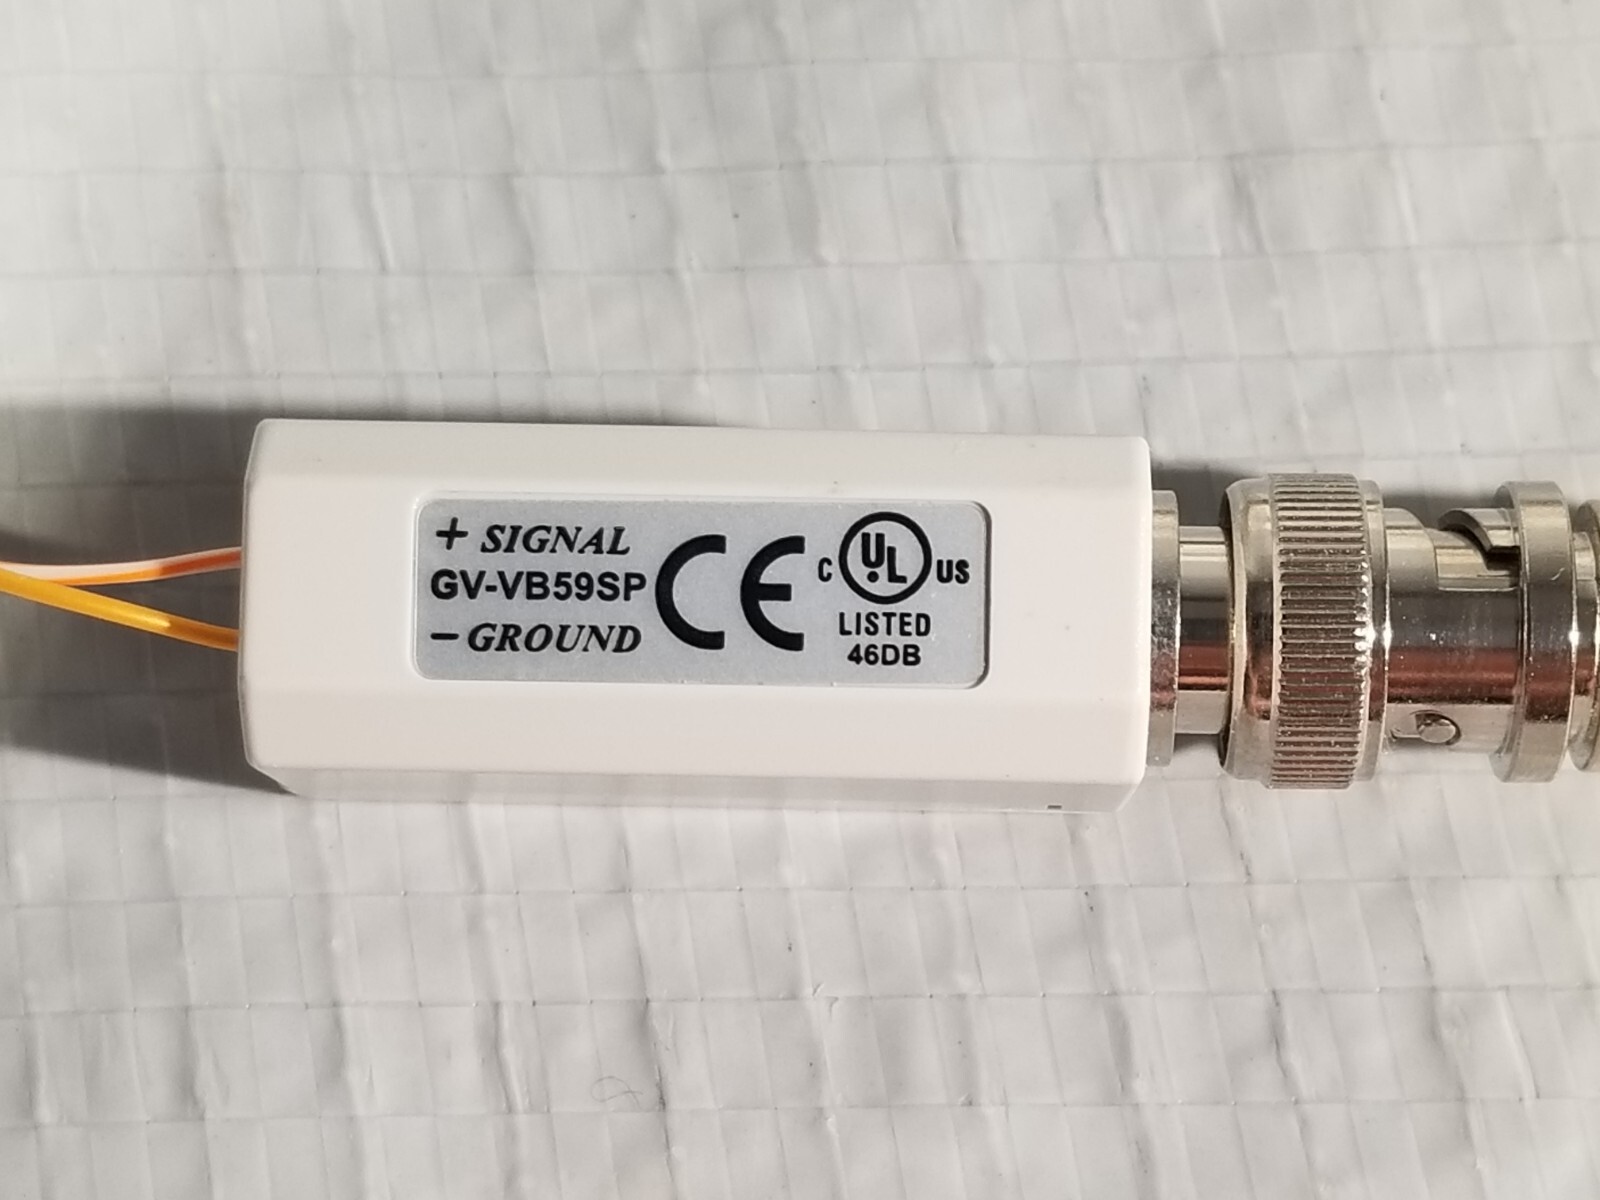 + SIGNAL
GV-VB59SP
- GROUND
CE
C UL US
LISTED
46DB